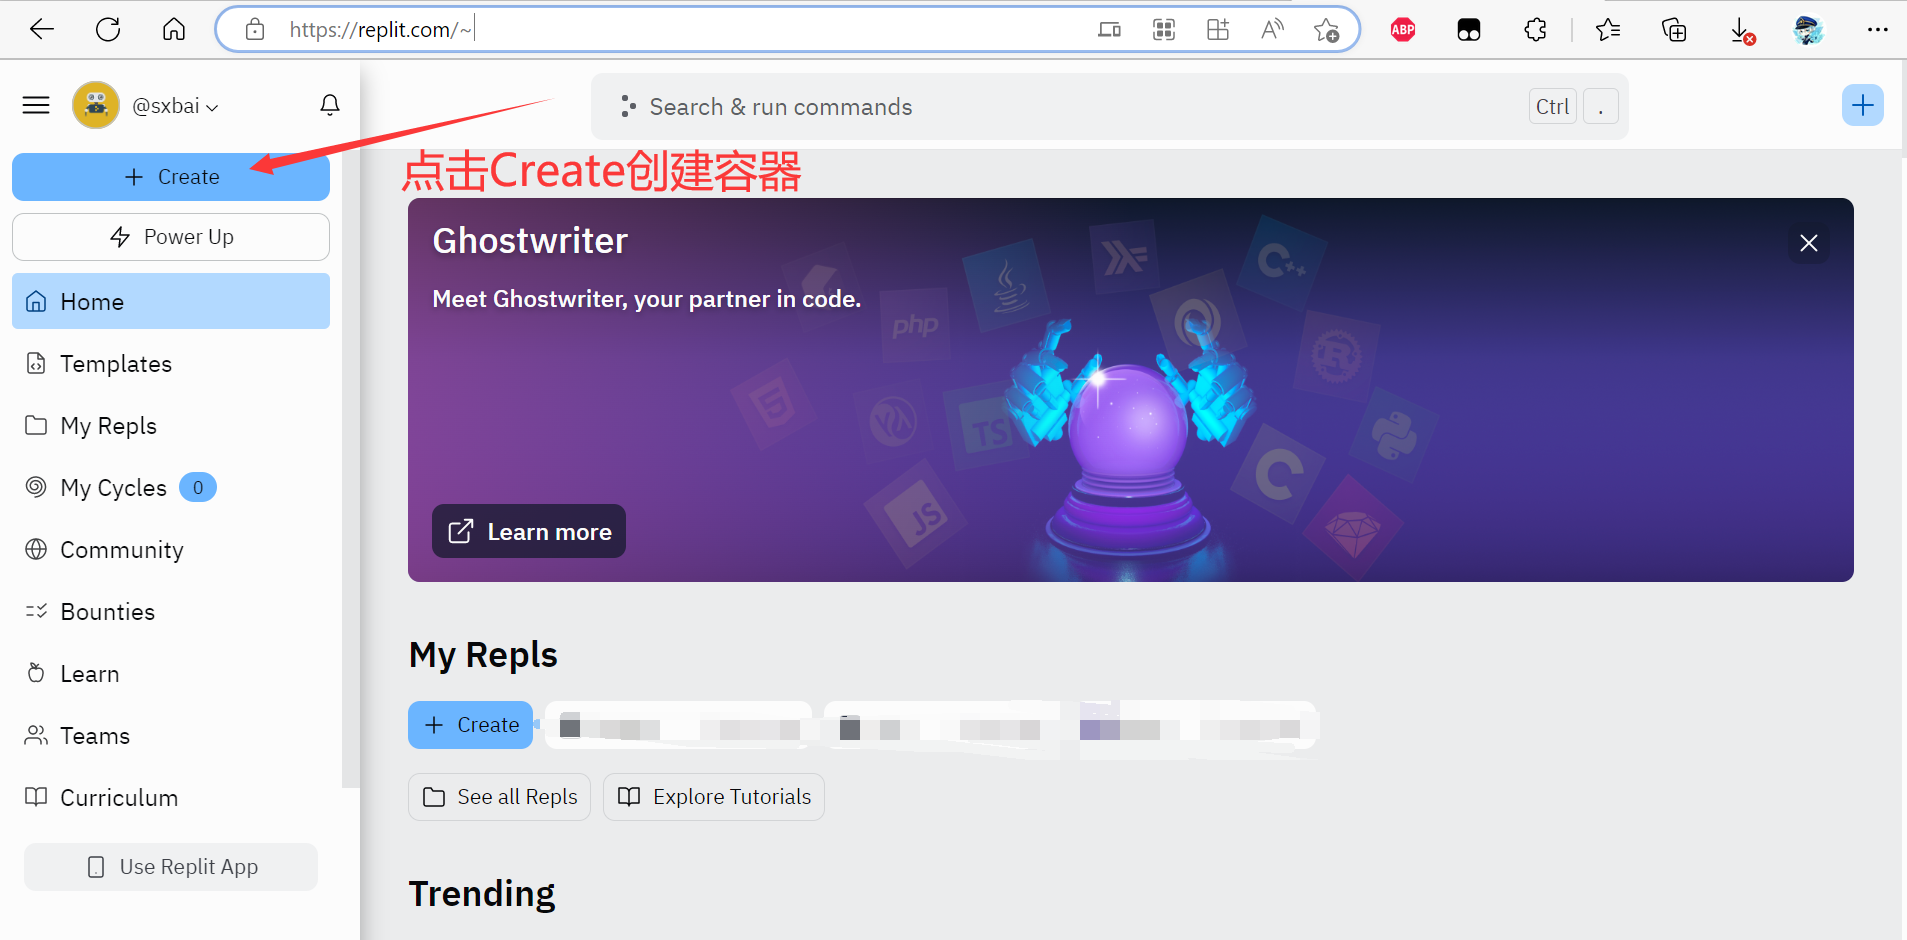 https://replit.com/~
ABP
@sxbai
Search & run commands
Ctrl
.
+ Create
点击Create创建容器
Power Up
Home
Templates
My Repls
My Cycles 0
Community
Bounties
Learn
Teams
Curriculum
Use Replit App
Ghostwriter
Meet Ghostwriter, your partner in code.
php
C++
5
TS
JS
C
Learn more
My Repls
+ Create
See all Repls
Explore Tutorials
Trending